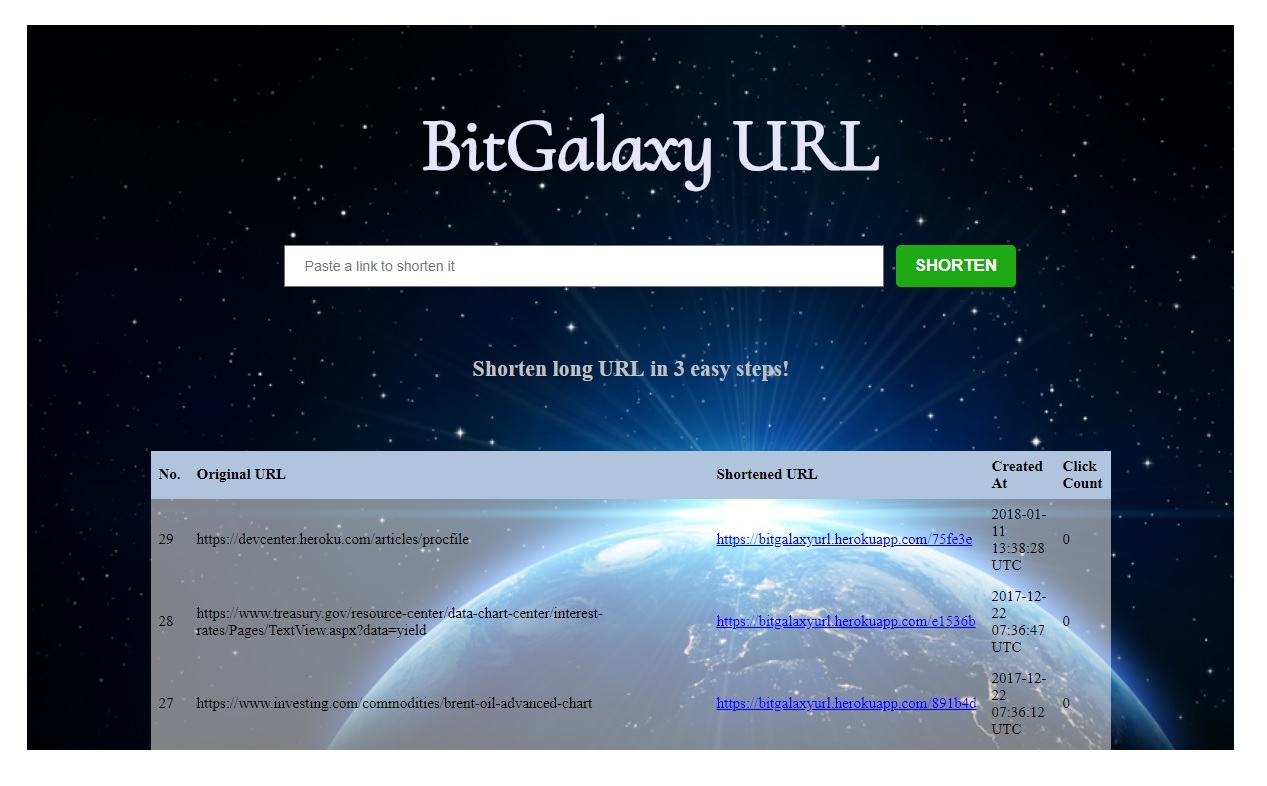 BitGalaxy URL
Paste a link to shorten it
SHORTEN
Shorten long URL in 3 easy steps!
No. Original URL Shortened URL Created At Click Count
29 https://devcenter.heroku.com/articles/procfile https://bitgalaxyurl.herokuapp.com/75fe3e 2018-01-11 13:38:28 UTC 0
28 https://www.treasury.gov/resource-center/data-chart-center/interest-rates/Pages/TextView.aspx?data=yield https://bitgalaxyurl.herokuapp.com/e1536b 2017-12-22 07:36:47 UTC 0
27 https://www.investing.com/commodities/brent-oil-advanced-chart https://bitgalaxyurl.herokuapp.com/891b4d 2017-12-22 07:36:12 UTC 0